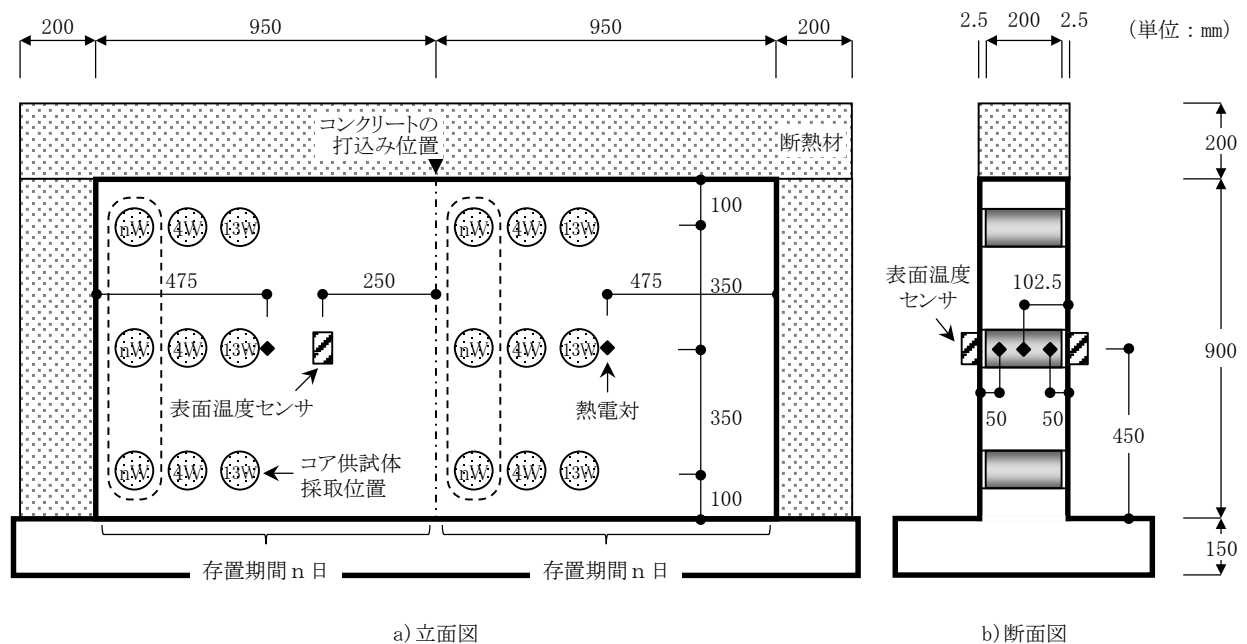 200
950
950
200
2.5
200
2.5
(単位：mm)
コンクリートの
打込み位置
断熱材
200
nW
4W
13W
nW
4W
13W
100
475
250
475
350
表面温度
センサ
102.5
nW
4W
13W
nW
4W
13W
900
表面温度センサ
熱電対
50
50
450
350
nW
4W
13W
コア供試体
採取位置
nW
4W
13W
100
存置期間 n 日
存置期間 n 日
150
a)立面図
b)断面図